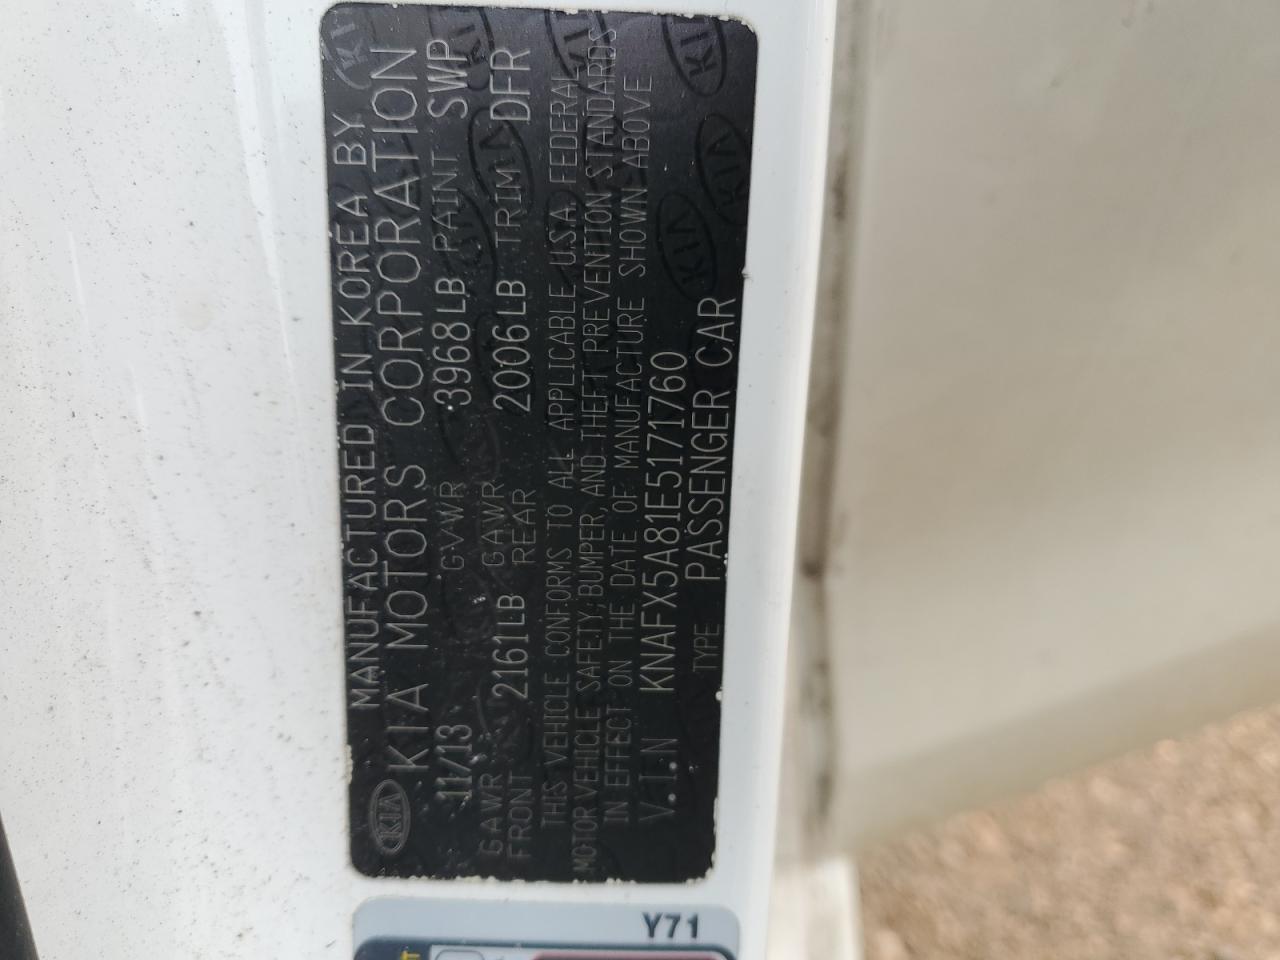 MANUFACTURED IN KOREA BY
KIA KIA MOTORS CORPORATION
11/13 GVWR 3968LB PAINT SWP
GAWR FRONT 2161LB GAWR REAR 2006LB TRIM DFR
THIS VEHICLE CONFORMS TO ALL APPLICABLE U.S.A. FEDERAL
MOTOR VEHICLE SAFETY, BUMPER, AND THEFT PREVENTION STANDARDS
IN EFFECT ON THE DATE OF MANUFACTURE SHOWN ABOVE
V.I.N KNAFX5A81E5171760
TYPE PASSENGER CAR
Y71